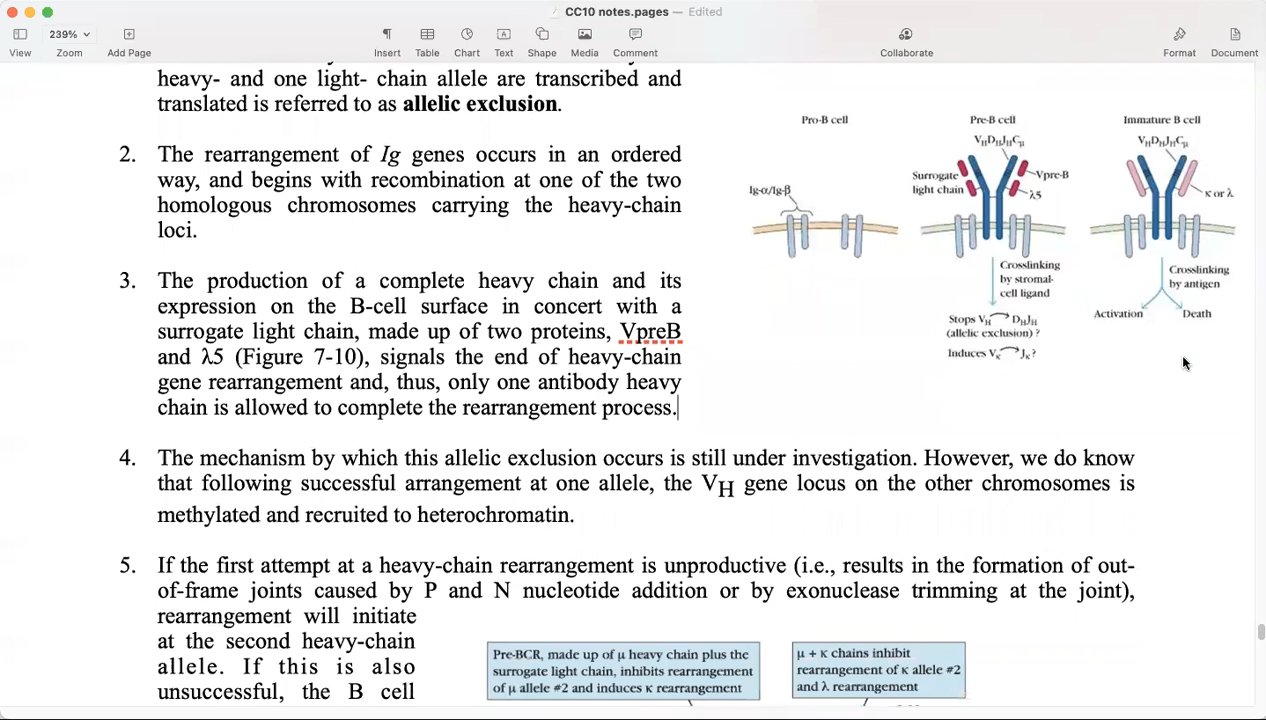 CC10 notes.pages — Edited
239%
View
Zoom
Add Page
Insert
Table
Chart
Text
Shape
Media
Comment
Collaborate
Format
Document
heavy- and one light- chain allele are transcribed and
translated is referred to as allelic exclusion.
2. The rearrangement of Ig genes occurs in an ordered
way, and begins with recombination at one of the two
homologous chromosomes carrying the heavy-chain
loci.
3. The production of a complete heavy chain and its
expression on the B-cell surface in concert with a
surrogate light chain, made up of two proteins, VpreB
and λ5 (Figure 7-10), signals the end of heavy-chain
gene rearrangement and, thus, only one antibody heavy
chain is allowed to complete the rearrangement process.
Pro-B cell
Ig-α/Ig-β
Pre-B cell
VHDHJHCμ
Surrogate
light chain
Vpre-B
λ5
Crosslinking
by stromal-
cell ligand
Stops VH DHJH
(allelic exclusion) ?
Induces Vκ Jκ?
Immature B cell
VHDHJHCμ
κ or λ
Crosslinking
by antigen
Activation
Death
4. The mechanism by which this allelic exclusion occurs is still under investigation. However, we do know
that following successful arrangement at one allele, the VH gene locus on the other chromosomes is
methylated and recruited to heterochromatin.
5. If the first attempt at a heavy-chain rearrangement is unproductive (i.e., results in the formation of out-
of-frame joints caused by P and N nucleotide addition or by exonuclease trimming at the joint),
rearrangement will initiate
at the second heavy-chain
allele. If this is also
unsuccessful, the B cell
Pre-BCR, made up of μ heavy chain plus the
surrogate light chain, inhibits rearrangement
of μ allele #2 and induces κ rearrangement
μ + κ chains inhibit
rearrangement of κ allele #2
and λ rearrangement